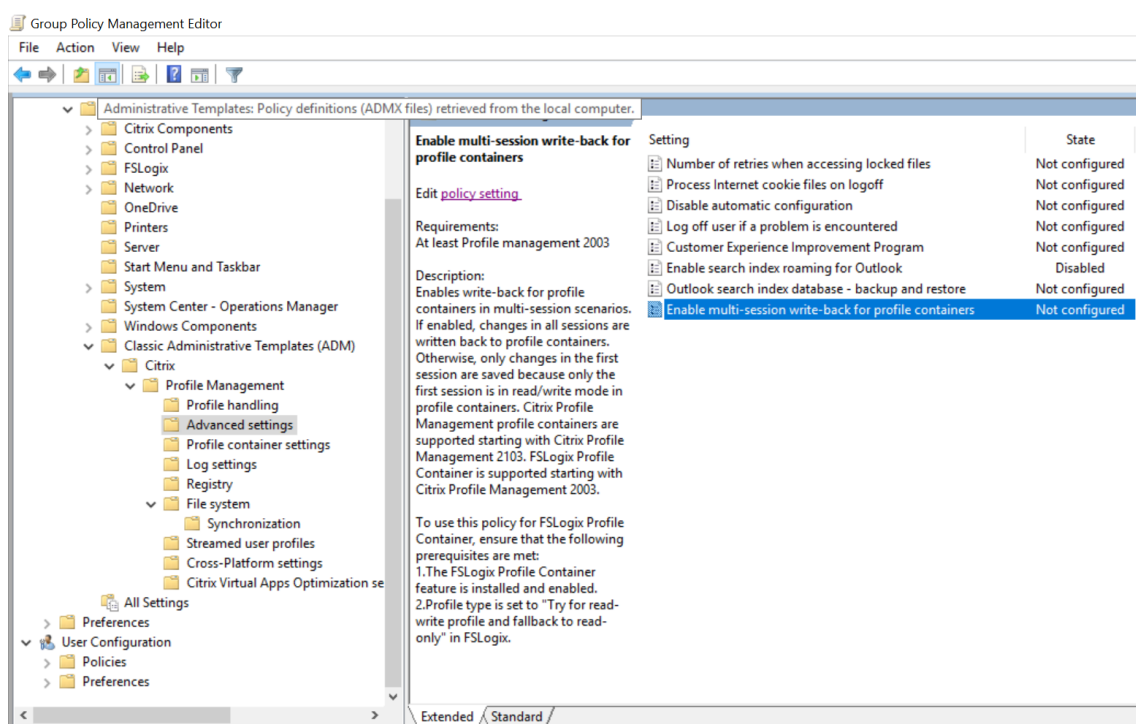 Group Policy Management Editor
File Action View Help
Administrative Templates: Policy definitions (ADMX files) retrieved from the local computer.
Citrix Components
Control Panel
FSLogix
Network
OneDrive
Printers
Server
Start Menu and Taskbar
System
System Center - Operations Manager
Windows Components
Classic Administrative Templates (ADM)
Citrix
Profile Management
Profile handling
Advanced settings
Profile container settings
Log settings
Registry
File system
Synchronization
Streamed user profiles
Cross-Platform settings
Citrix Virtual Apps Optimization se
All Settings
Preferences
User Configuration
Policies
Preferences
Enable multi-session write-back for
profile containers
Edit policy setting
Requirements:
At least Profile management 2003
Description:
Enables write-back for profile
containers in multi-session scenarios.
If enabled, changes in all sessions are
written back to profile containers.
Otherwise, only changes in the first
session are saved because only the
first session is in read/write mode in
profile containers. Citrix Profile
Management profile containers are
supported starting with Citrix Profile
Management 2103. FSLogix Profile
Container is supported starting with
Citrix Profile Management 2003.
To use this policy for FSLogix Profile
Container, ensure that the following
prerequisites are met:
1.The FSLogix Profile Container
feature is installed and enabled.
2.Profile type is set to "Try for read-
write profile and fallback to read-
only" in FSLogix.
Setting State
Number of retries when accessing locked files Not configured
Process Internet cookie files on logoff Not configured
Disable automatic configuration Not configured
Log off user if a problem is encountered Not configured
Customer Experience Improvement Program Not configured
Enable search index roaming for Outlook Disabled
Outlook search index database - backup and restore Not configured
Enable multi-session write-back for profile containers Not configured
Extended Standard